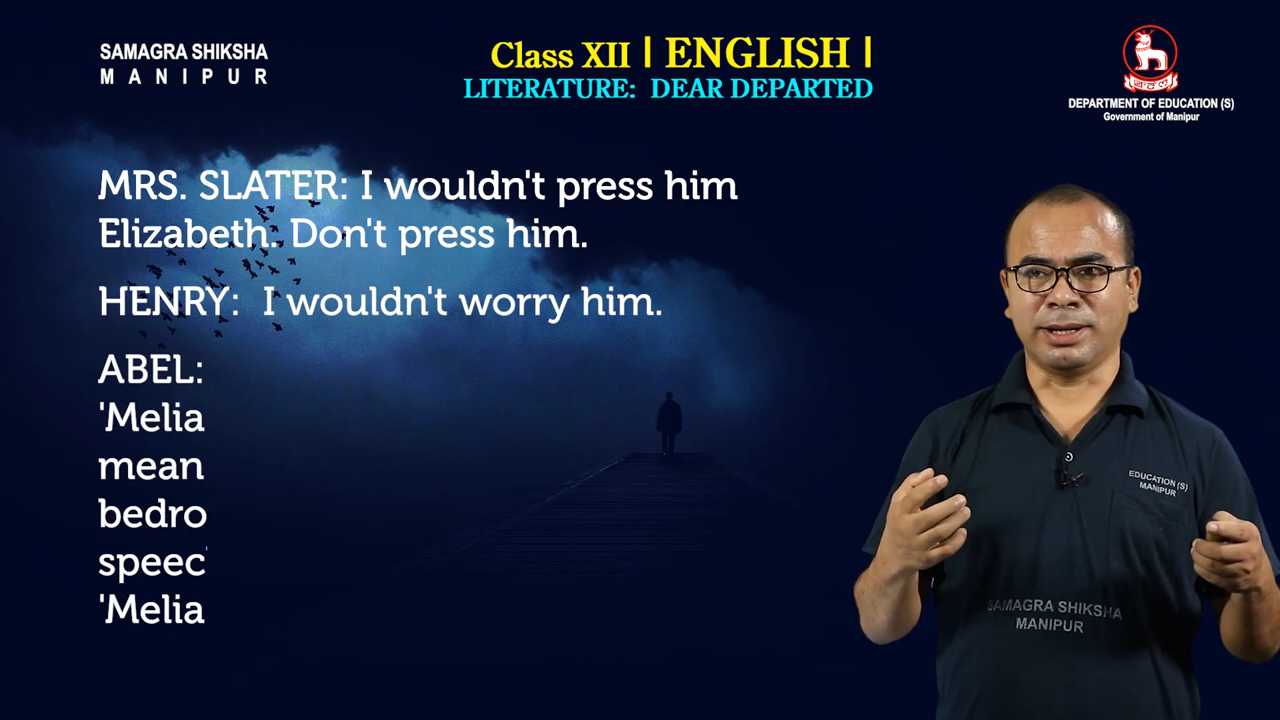 SAMAGRA SHIKSHA
MANIPUR
Class XII | ENGLISH |
LITERATURE: DEAR DEPARTED
DEPARTMENT OF EDUCATION (S)
Government of Manipur
MRS. SLATER: I wouldn't press him
Elizabeth. Don't press him.
HENRY: I wouldn't worry him.
ABEL:
'Melia
mean
bedro
speec
'Melia
EDUCATION (S)
MANIPUR
SAMAGRA SHIKSHA
MANIPUR